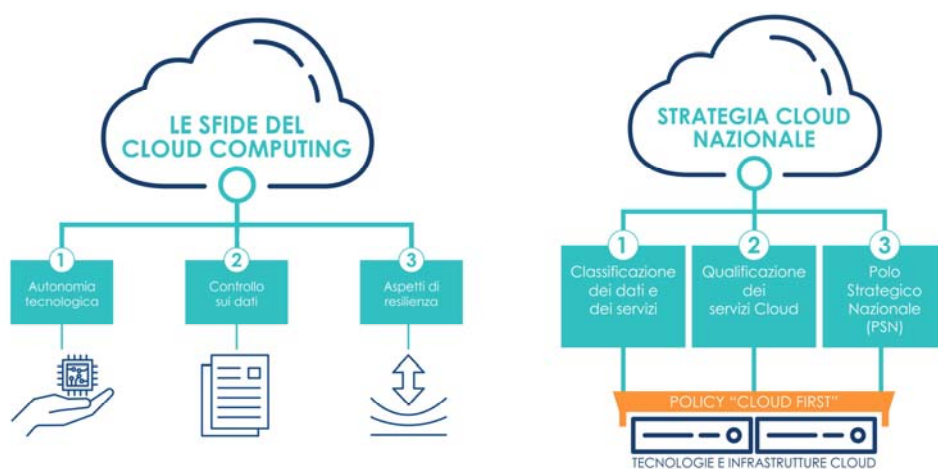 LE SFIDE DEL
CLOUD COMPUTING
1
Autonomia
tecnologica
2
Controllo
sui dati
3
Aspetti di
resilienza
STRATEGIA CLOUD
NAZIONALE
1
Classificazione
dei dati e
dei servizi
2
Qualificazione
dei
servizi Cloud
3
Polo
Strategico
Nazionale
(PSN)
POLICY “CLOUD FIRST”
TECNOLOGIE E INFRASTRUTTURE CLOUD